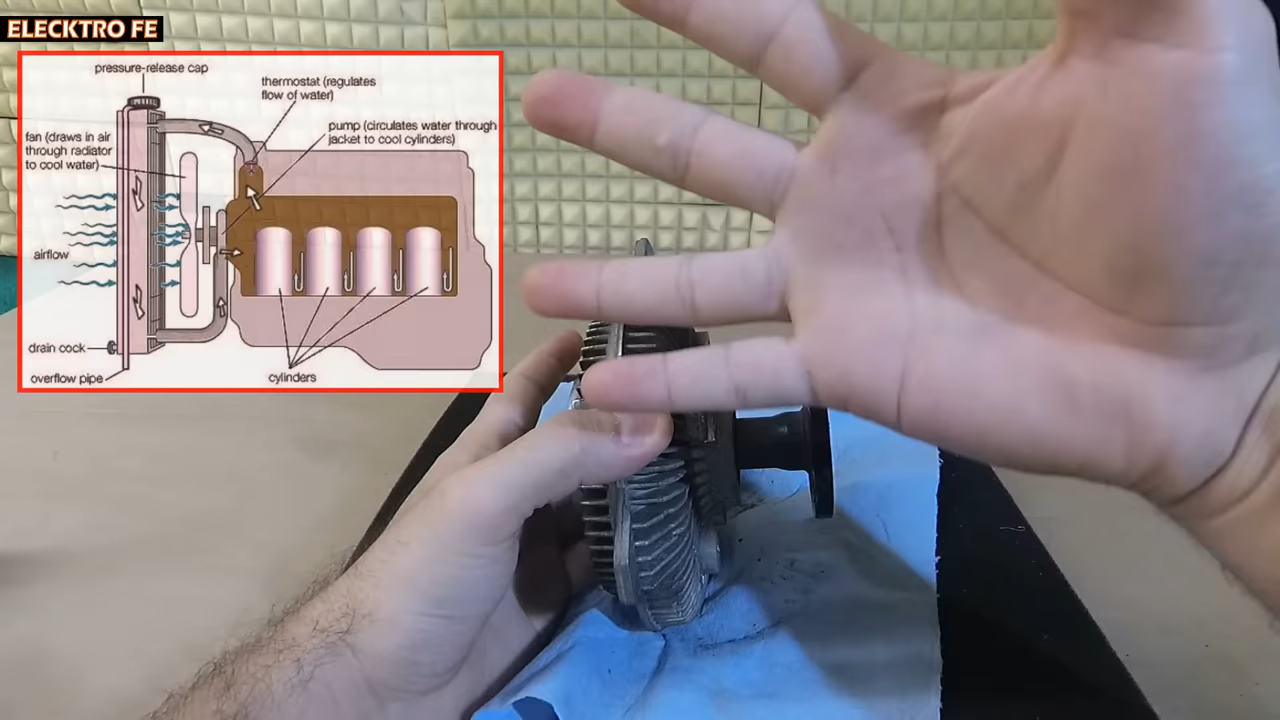 ELECKTRO FE
pressure-release cap
thermostat (regulates
flow of water)
pump (circulates water through
jacket to cool cylinders)
fan (draws in air
through radiator
to cool water)
airflow
drain cock
overflow pipe
cylinders